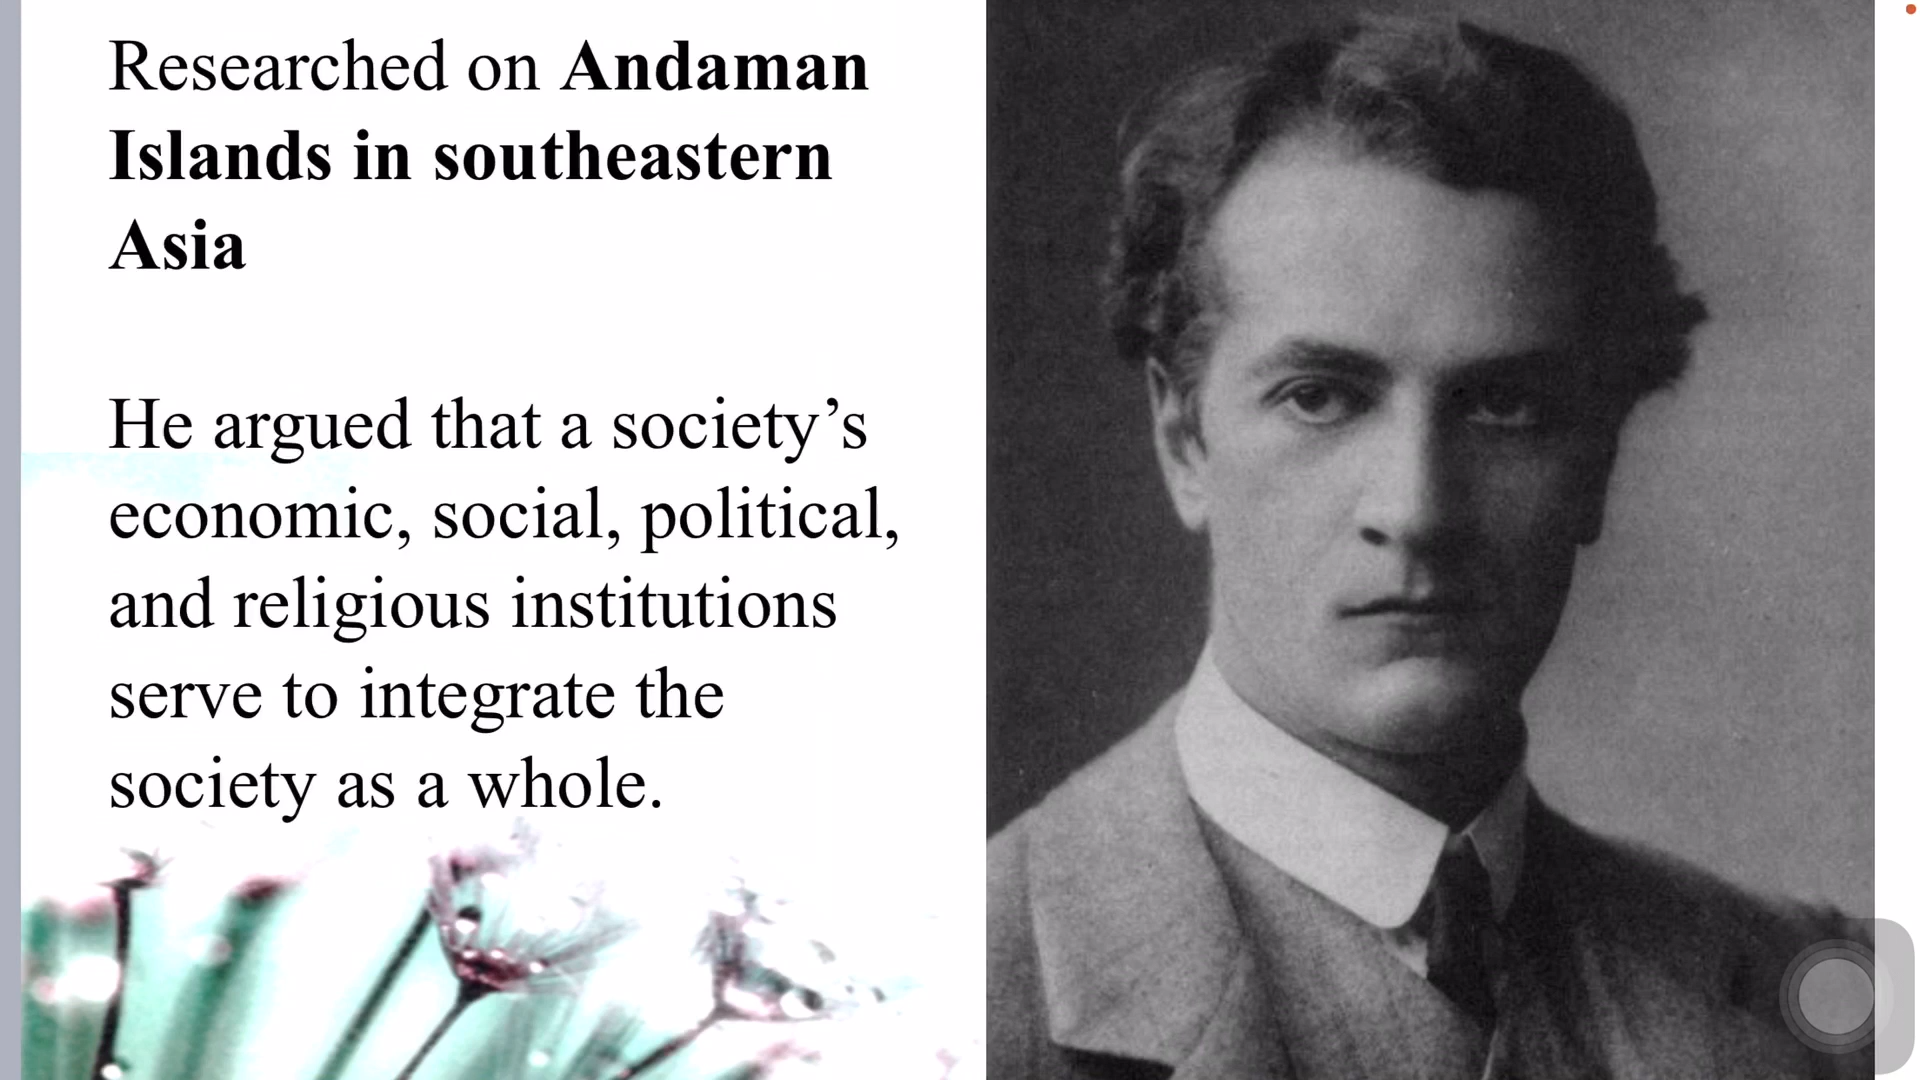 Researched on Andaman
Islands in southeastern
Asia
He argued that a society’s
economic, social, political,
and religious institutions
serve to integrate the
society as a whole.